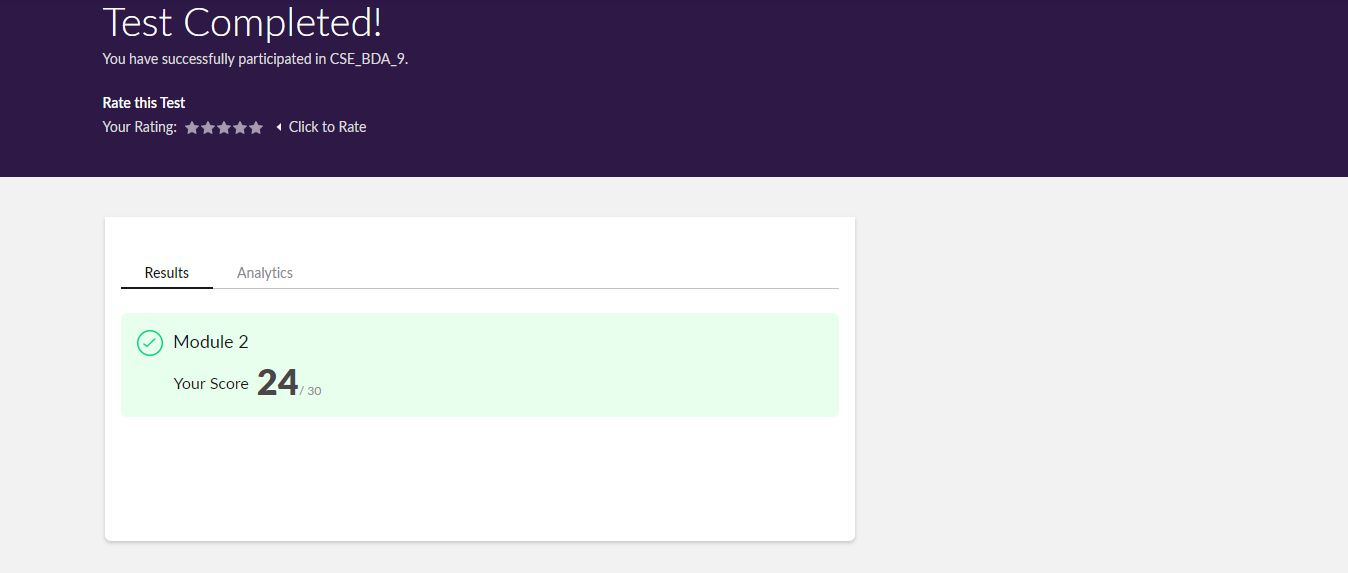 Test Completed!
You have successfully participated in CSE_BDA_9.
Rate this Test
Your Rating: Click to Rate
Results Analytics
Module 2
Your Score 24 / 30